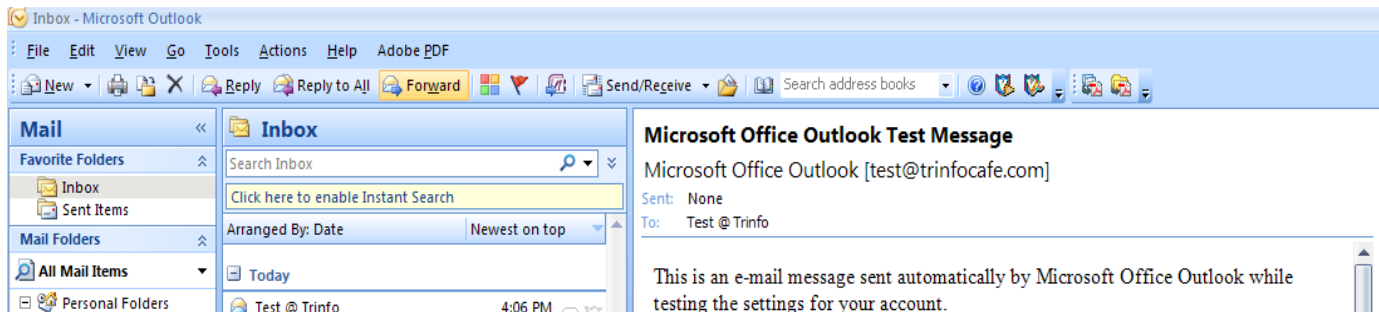 Inbox - Microsoft Outlook
File Edit View Go Tools Actions Help Adobe PDF
New Reply Reply to All Forward Send/Receive Search address books
Mail
Favorite Folders
Inbox
Sent Items
Mail Folders
All Mail Items
Personal Folders
Inbox
Search Inbox
Click here to enable Instant Search
Arranged By: Date Newest on top
Today
Test @ Trinfo 4:06 PM
Microsoft Office Outlook Test Message
Microsoft Office Outlook [test@trinfocafe.com]
Sent: None
To: Test @ Trinfo
This is an e-mail message sent automatically by Microsoft Office Outlook while
testing the settings for your account.